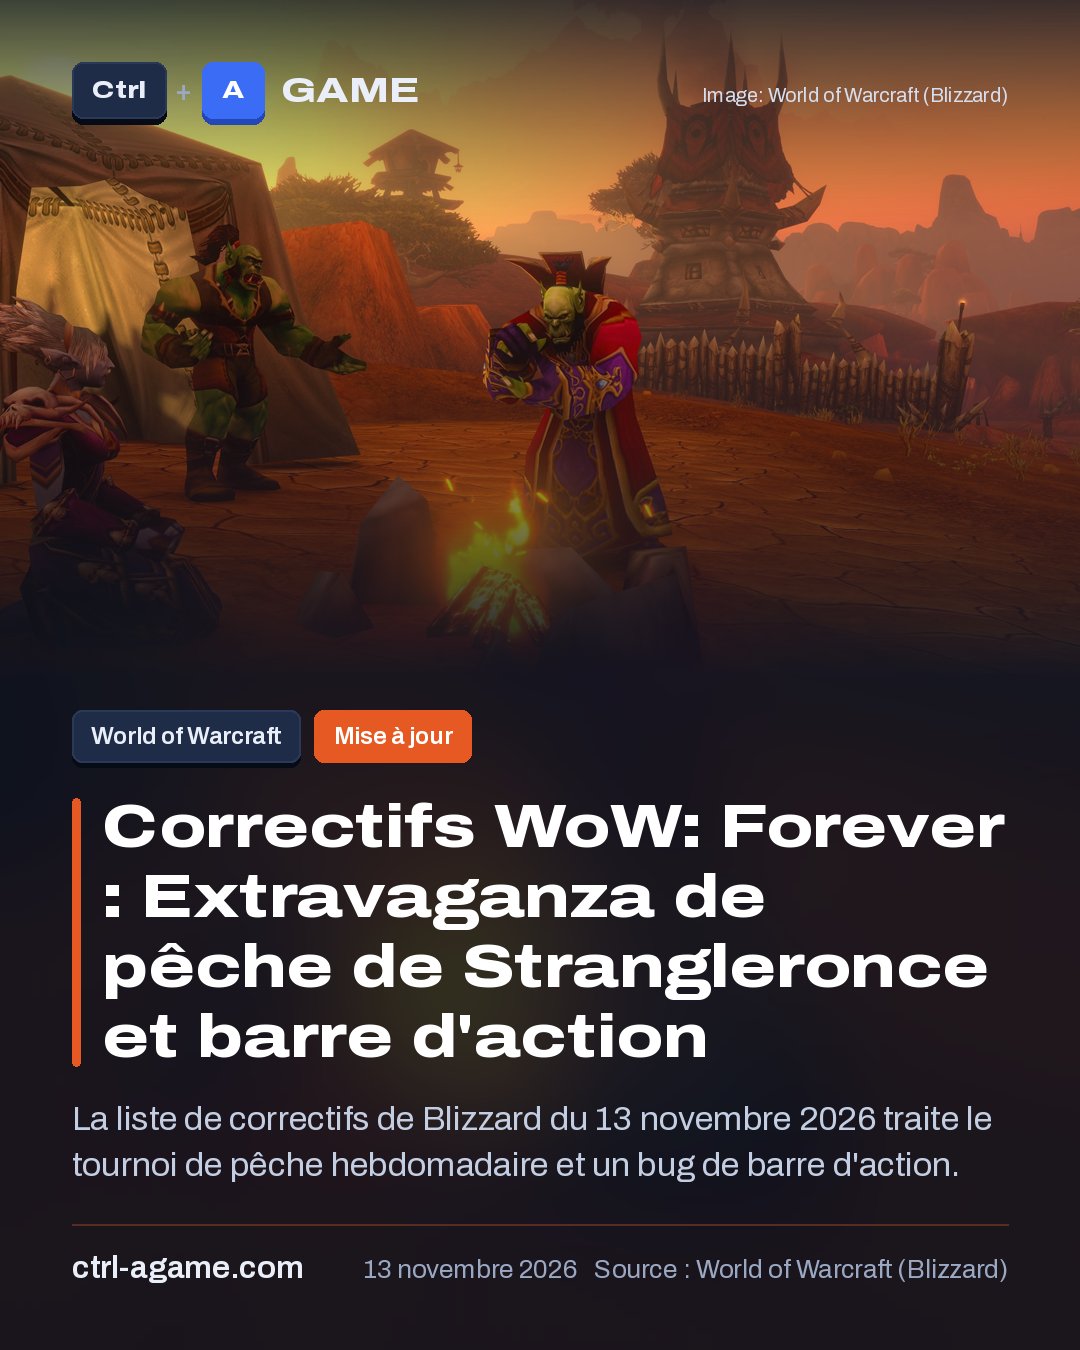 Ctrl + A GAME
Image: World of Warcraft (Blizzard)
World of Warcraft
Mise à jour
Correctifs WoW: Forever
: Extravaganza de
pêche de Strangleronce
et barre d'action
La liste de correctifs de Blizzard du 13 novembre 2026 traite le
tournoi de pêche hebdomadaire et un bug de barre d'action.
ctrl-agame.com
13 novembre 2026 Source : World of Warcraft (Blizzard)